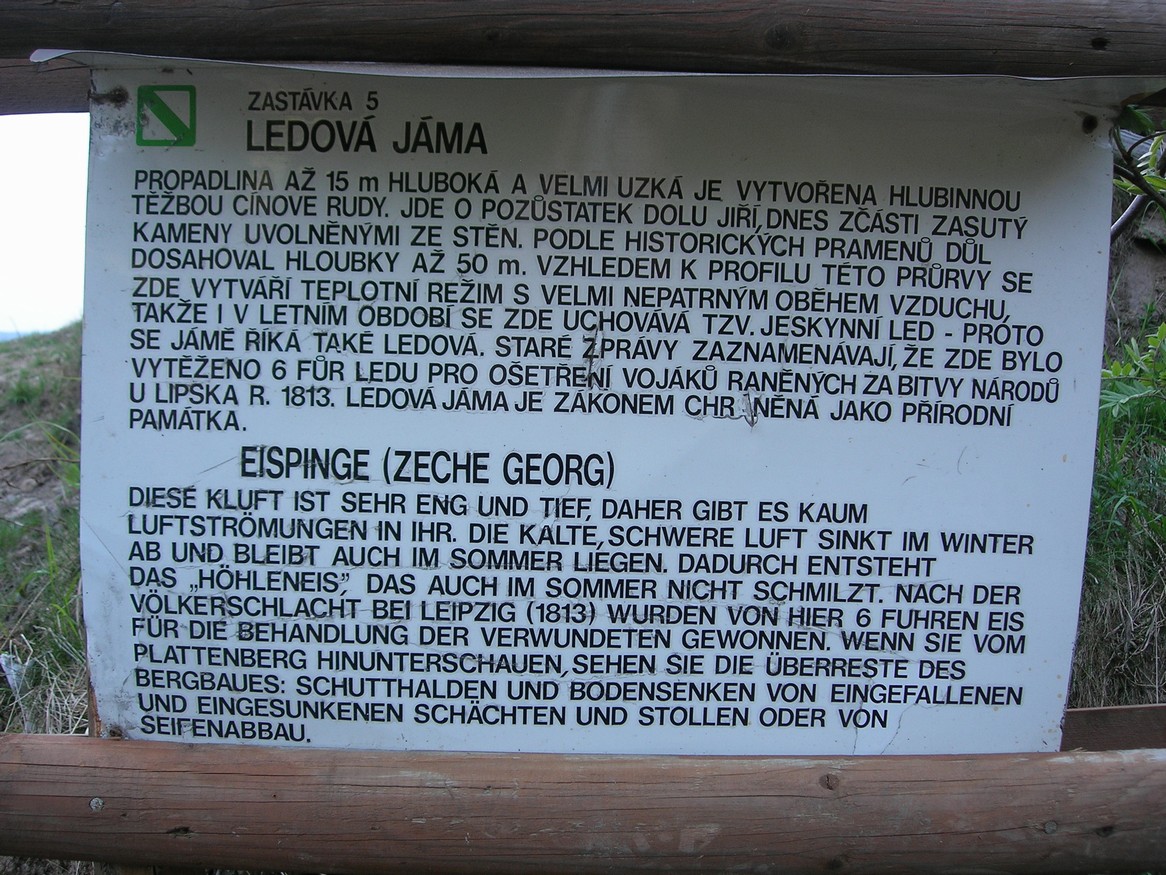 ZASTÁVKA 5
LEDOVÁ JÁMA
PROPADLINA AŽ 15 m HLUBOKÁ A VELMI UZKÁ JE VYTVOŘENA HLUBINNOU
TĚŽBOU CÍNOVE RUDY. JDE O POZŮSTATEK DOLU JIŘÍ, DNES ZČÁSTI ZASUTÝ
KAMENY UVOLNĚNÝMI ZE STĚN. PODLE HISTORICKÝCH PRAMENŮ DŮL
DOSAHOVAL HLOUBKY AŽ 50 m. VZHLEDEM K PROFILU TÉTO PRŮRVY SE
ZDE VYTVÁŘÍ TEPLOTNÍ REŽIM S VELMI NEPATRNÝM OBĚHEM VZDUCHU,
TAKŽE I V LETNÍM OBDOBÍ SE ZDE UCHOVÁVÁ TZV. JESKYNNÍ LED - PROTO
SE JÁMĚ ŘÍKÁ TAKÉ LEDOVÁ. STARÉ ZPRÁVY ZAZNAMENÁVAJÍ, ŽE ZDE BYLO
VYTĚŽENO 6 FŮR LEDU PRO OŠETŘENÍ VOJÁKŮ RANĚNÝCH ZA BITVY NÁRODŮ
U LIPSKA R. 1813. LEDOVÁ JÁMA JE ZÁKONEM CHRÁNĚNÁ JAKO PŘÍRODNÍ
PAMÁTKA.
EISPINGE (ZECHE GEORG)
DIESE KLUFT IST SEHR ENG UND TIEF, DAHER GIBT ES KAUM
LUFTSTRÖMUNGEN IN IHR. DIE KALTE, SCHWERE LUFT SINKT IM WINTER
AB UND BLEIBT AUCH IM SOMMER LIEGEN. DADURCH ENTSTEHT
DAS „HÖHLENEIS”, DAS AUCH IM SOMMER NICHT SCHMILZT. NACH DER
VÖLKERSCHLACHT BEI LEIPZIG (1813) WURDEN VON HIER 6 FUHREN EIS
FÜR DIE BEHANDLUNG DER VERWUNDETEN GEWONNEN. WENN SIE VOM
PLATTENBERG HINUNTERSCHAUEN, SEHEN SIE DIE ÜBERRESTE DES
BERGBAUES: SCHUTTHALDEN UND BODENSENKEN VON EINGEFALLENEN
UND EINGESUNKENEN SCHÄCHTEN UND STOLLEN ODER VON
SEIFENABBAU.